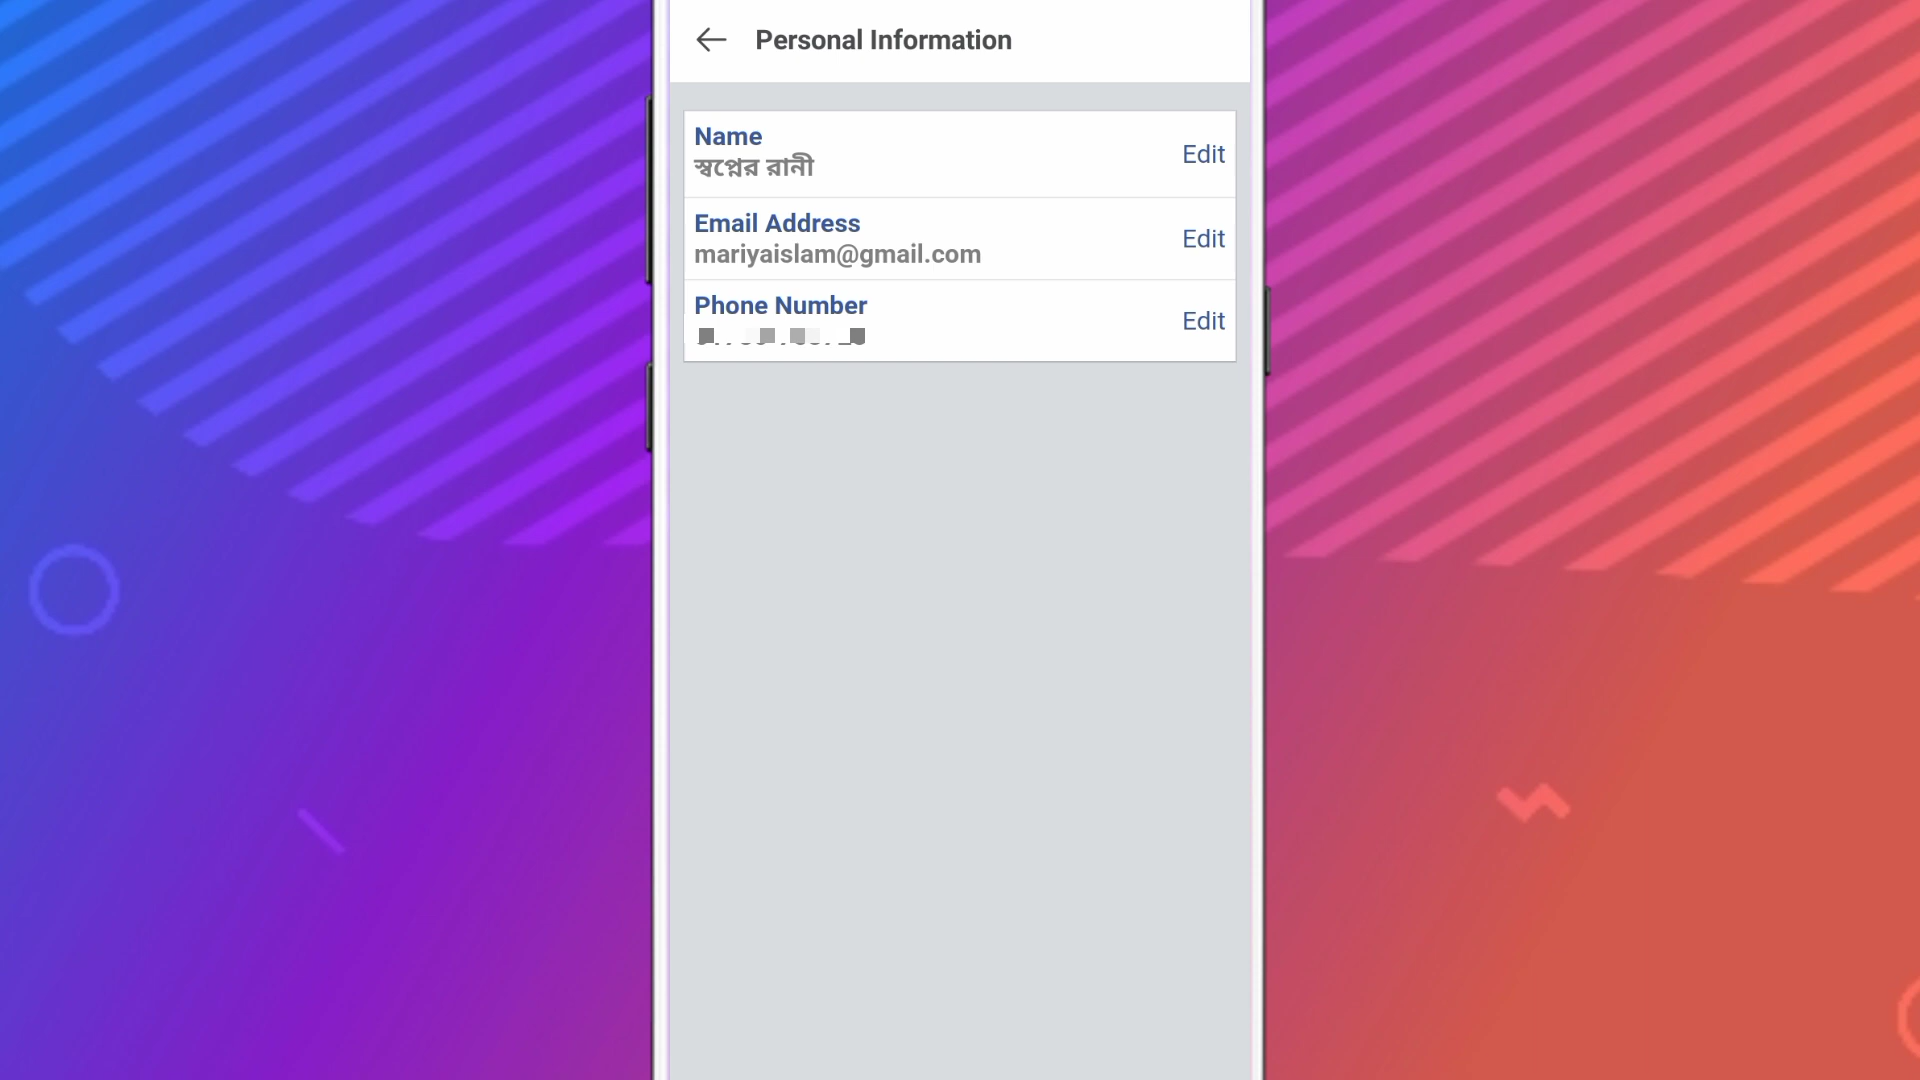 Personal Information
Name
স্বপ্নের রানী
Edit
Email Address
mariyaislam@gmail.com
Edit
Phone Number
Edit